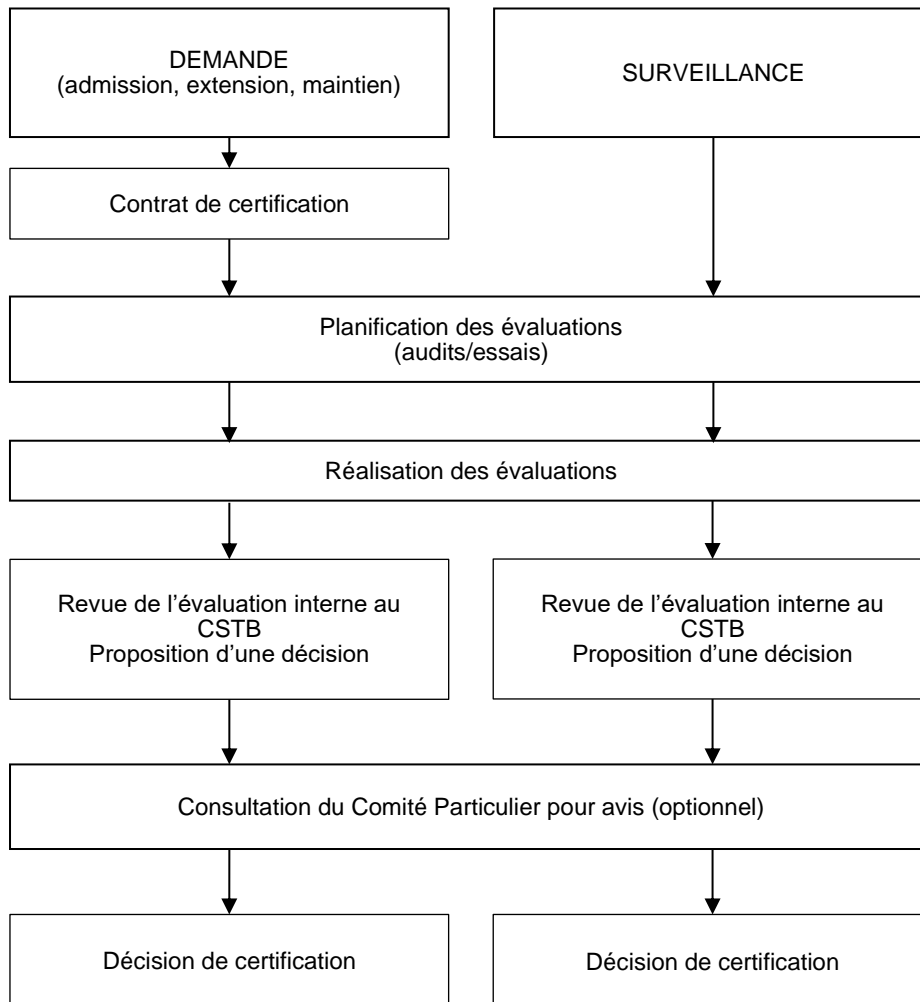 DEMANDE
(admission, extension, maintien)
SURVEILLANCE
Contrat de certification
Planification des évaluations
(audits/essais)
Réalisation des évaluations
Revue de l’évaluation interne au
CSTB
Proposition d’une décision
Revue de l’évaluation interne au
CSTB
Proposition d’une décision
Consultation du Comité Particulier pour avis (optionnel)
Décision de certification
Décision de certification